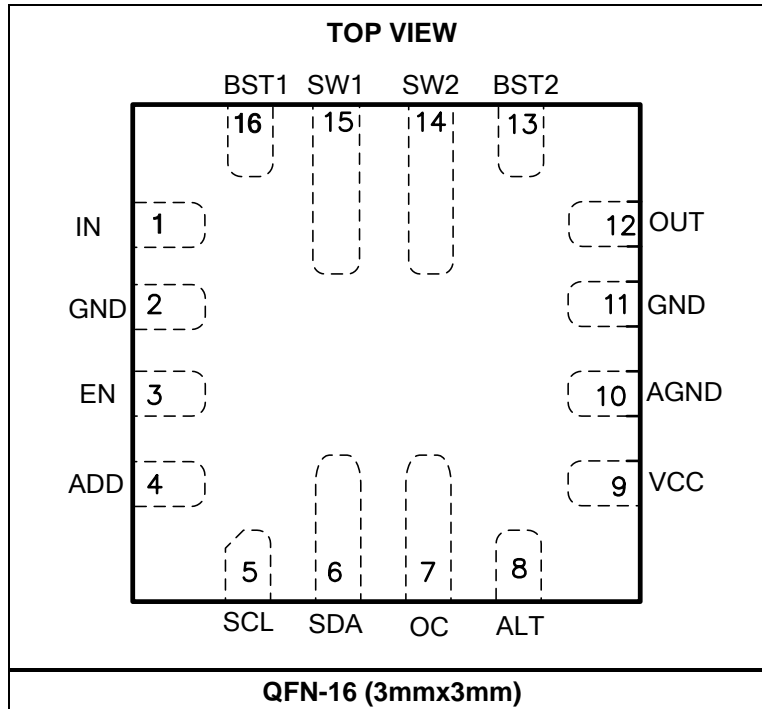 TOP VIEW
BST1 SW1 SW2 BST2
16 15 14 13
IN 1 12 OUT
GND 2 11 GND
EN 3 10 AGND
ADD 4 9 VCC
5 6 7 8
SCL SDA OC ALT
QFN-16 (3mmx3mm)